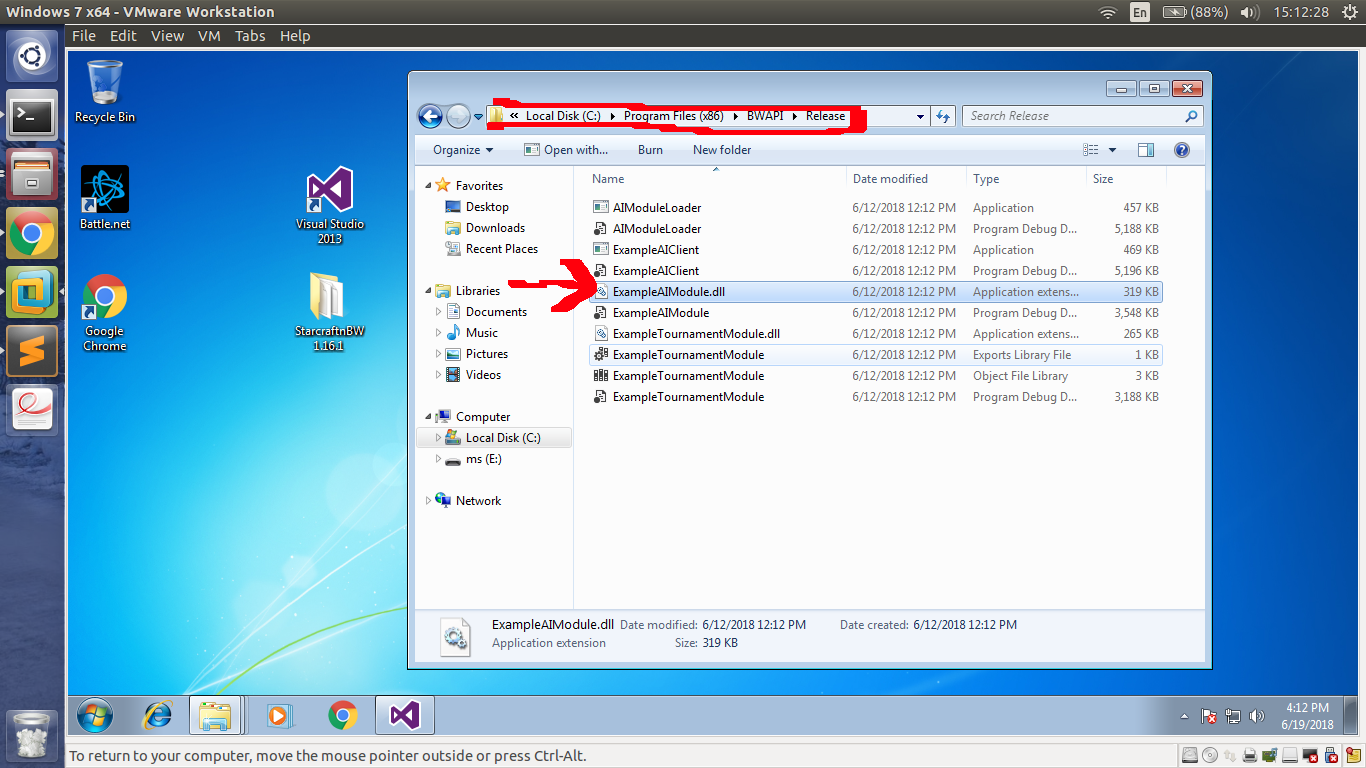 Windows 7 x64 - VMware Workstation
En
(88%)
15:12:28
File Edit View VM Tabs Help
Recycle Bin
Battle.net
Visual Studio
2013
Google
Chrome
StarcraftnBW
1.16.1
« Local Disk (C:) Program Files (x86) BWAPI Release
Search Release
Organize Open with... Burn New folder
Favorites
Desktop
Downloads
Recent Places
Libraries
Documents
Music
Pictures
Videos
Computer
Local Disk (C:)
ms (E:)
Network
Name Date modified Type Size
AIModuleLoader 6/12/2018 12:12 PM Application 457 KB
AIModuleLoader 6/12/2018 12:12 PM Program Debug D... 5,188 KB
ExampleAIClient 6/12/2018 12:12 PM Application 469 KB
ExampleAIClient 6/12/2018 12:12 PM Program Debug D... 5,196 KB
ExampleAIModule.dll 6/12/2018 12:12 PM Application extens... 319 KB
ExampleAIModule 6/12/2018 12:12 PM Program Debug D... 3,548 KB
ExampleTournamentModule.dll 6/12/2018 12:12 PM Application extens... 265 KB
ExampleTournamentModule 6/12/2018 12:12 PM Exports Library File 1 KB
ExampleTournamentModule 6/12/2018 12:12 PM Object File Library 3 KB
ExampleTournamentModule 6/12/2018 12:12 PM Program Debug D... 3,188 KB
ExampleAIModule.dll Date modified: 6/12/2018 12:12 PM Date created: 6/12/2018 12:12 PM
Application extension Size: 319 KB
4:12 PM
6/19/2018
To return to your computer, move the mouse pointer outside or press Ctrl-Alt.